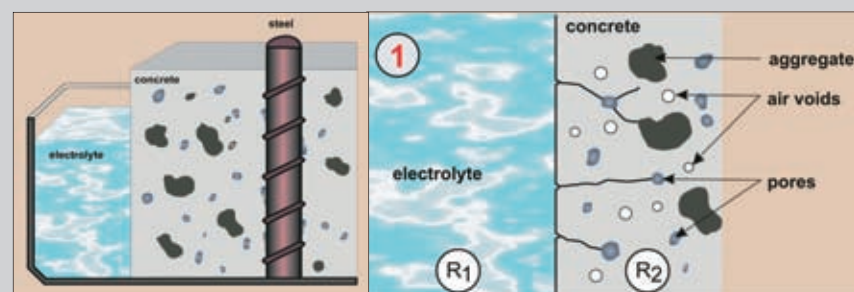 steel
concrete
electrolyte
1
concrete
aggregate
air voids
electrolyte
pores
R1
R2